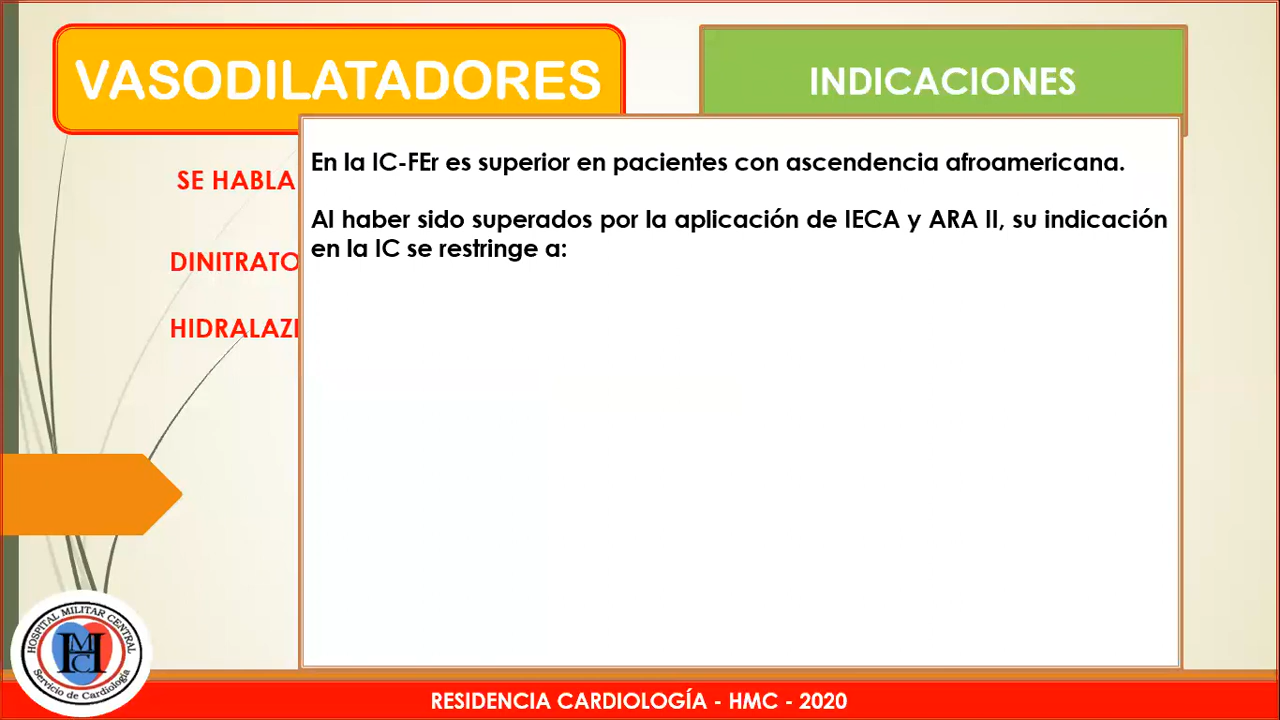 VASODILATADORES
INDICACIONES
SE HABLA
DINITRATO
HIDRALAZI
En la IC-FEr es superior en pacientes con ascendencia afroamericana.
Al haber sido superados por la aplicación de IECA y ARA II, su indicación
en la IC se restringe a:
HOSPITAL MILITAR CENTRAL
HMC
Servicio de Cardiología
RESIDENCIA CARDIOLOGÍA - HMC - 2020